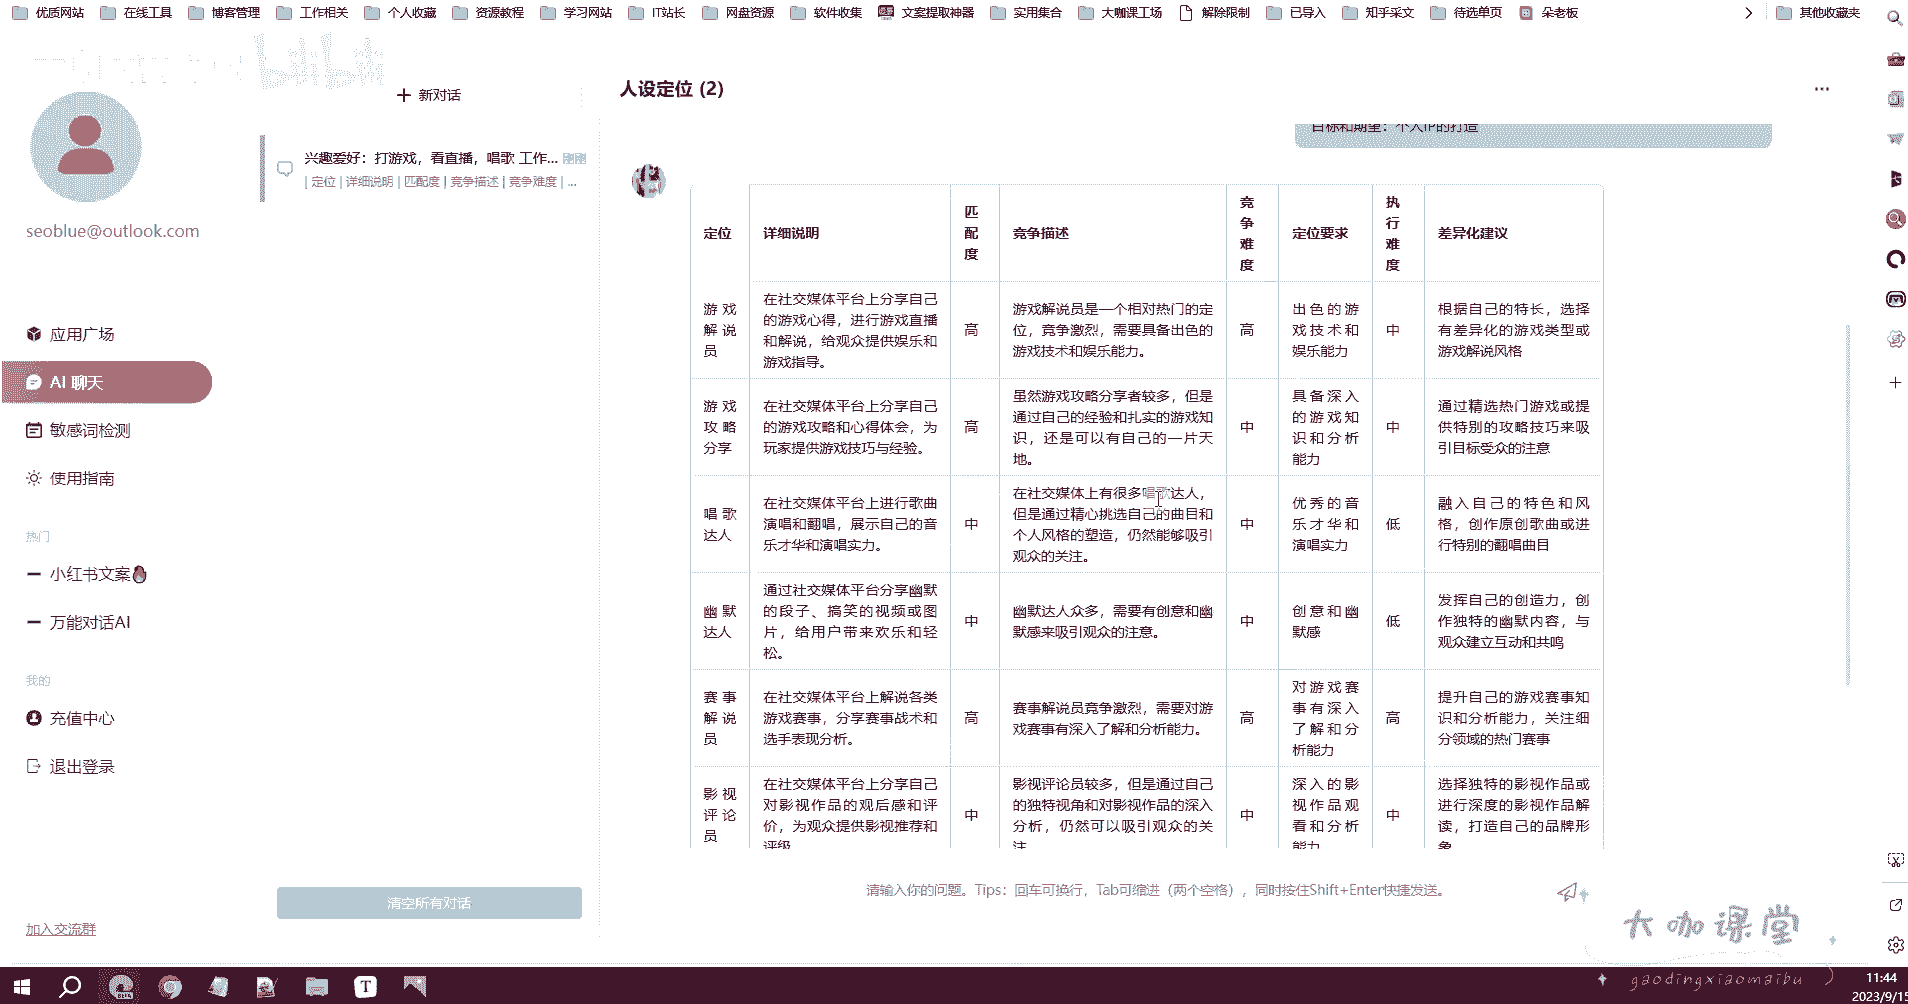 优质网站 在线工具 博客管理 工作相关 个人收藏 资源教程 学习网站 IT站长 网盘资源 软件收集 文案提取神器 实用集合 大咖课工场 解除限制 已导入 知乎采文 待选单页 朵老板 其他收藏夹
bilibili
seoblue@outlook.com
应用广场
AI 聊天
敏感词检测
使用指南
热门
小红书文案
万能对话AI
我的
充值中心
退出登录
加入交流群
新对话
兴趣爱好：打游戏，看直播，唱歌 工作... 刚刚
| 定位 | 详细说明 | 匹配度 | 竞争描述 | 竞争难度 | ...
清空所有对话
人设定位 (2)
目标和期望：个人IP的打造
定位 详细说明 匹配度 竞争描述 竞争难度 定位要求 执行难度 差异化建议
游戏解说员
在社交媒体平台上分享自己
的游戏心得，进行游戏直播
和解说，给观众提供娱乐和
游戏指导。
高
游戏解说员是一个相对热门的定
位，竞争激烈，需要具备出色的
游戏技术和娱乐能力。
高
出色的游
戏技术和
娱乐能力
中
根据自己的特长，选择
有差异化的游戏类型或
游戏解说风格
游戏攻略分享
在社交媒体平台上分享自己
的游戏攻略和心得体会，为
玩家提供游戏技巧与经验。
高
虽然游戏攻略分享者较多，但是
通过自己的经验和扎实的游戏知
识，还是可以有自己的一片天
地。
中
具备深入
的游戏知
识和分析
能力
中
通过精选热门游戏或提
供特别的攻略技巧来吸
引目标受众的注意
唱歌达人
在社交媒体平台上进行歌曲
演唱和翻唱，展示自己的音
乐才华和演唱实力。
中
在社交媒体上有很多唱歌达人，
但是通过精心挑选自己的曲目和
个人风格的塑造，仍然能够吸引
观众的关注。
中
优秀的音
乐才华和
演唱实力
低
融入自己的特色和风
格，创作原创歌曲或进
行特别的翻唱曲目
幽默达人
通过社交媒体平台分享幽默
的段子、搞笑的视频或图
片，给用户带来欢乐和轻
松。
中
幽默达人众多，需要有创意和幽
默感来吸引观众的注意。
中
创意和幽
默感
低
发挥自己的创造力，创
作独特的幽默内容，与
观众建立互动和共鸣
赛事解说员
在社交媒体平台上解说各类
游戏赛事，分享赛事战术和
选手表现分析。
高
赛事解说员竞争激烈，需要对游
戏赛事有深入了解和分析能力。
高
对游戏赛
事有深入
了解和分
析能力
高
提升自己的游戏赛事知
识和分析能力，关注细
分领域的热门赛事
影视评论员
在社交媒体平台上分享自己
对影视作品的观后感和评
价，为观众提供影视推荐和
评级
中
影视评论员较多，但是通过自己
的独特视角和对影视作品的深入
分析，仍然可以吸引观众的关
注
中
深入的影
视作品观
看和分析
能力
中
选择独特的影视作品或
进行深度的影视作品解
读，打造自己的品牌形
象
请输入你的问题。Tips：回车可换行，Tab可缩进（两个空格），同时按住Shift+Enter快捷发送。
大咖课堂
gaodingxiaomaibu
11:44
2023/9/15